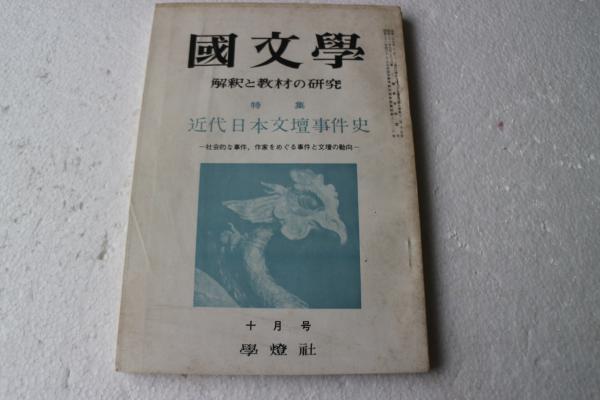 國文學
解釈と教材の研究
特集
近代日本文壇事件史
—社会的な事件、作家をめぐる事件と文壇の動向—
十月号
學燈社